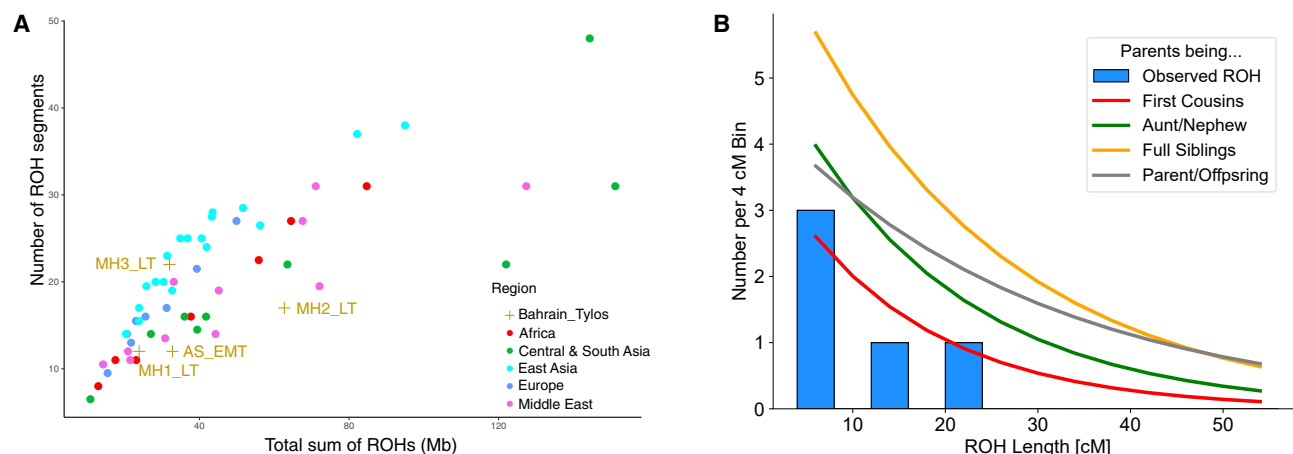 A
Number of ROH segments
50
40
30
20
10
MH3_LT
MH2_LT
AS_EMT
MH1_LT
Region
Bahrain_Tylos
Africa
Central & South Asia
East Asia
Europe
Middle East
40
80
120
Total sum of ROHs (Mb)
B
Number per 4 cM Bin
5
4
3
2
1
0
Parents being...
Observed ROH
First Cousins
Aunt/Nephew
Full Siblings
Parent/Offpsring
10
20
30
40
50
ROH Length [cM]